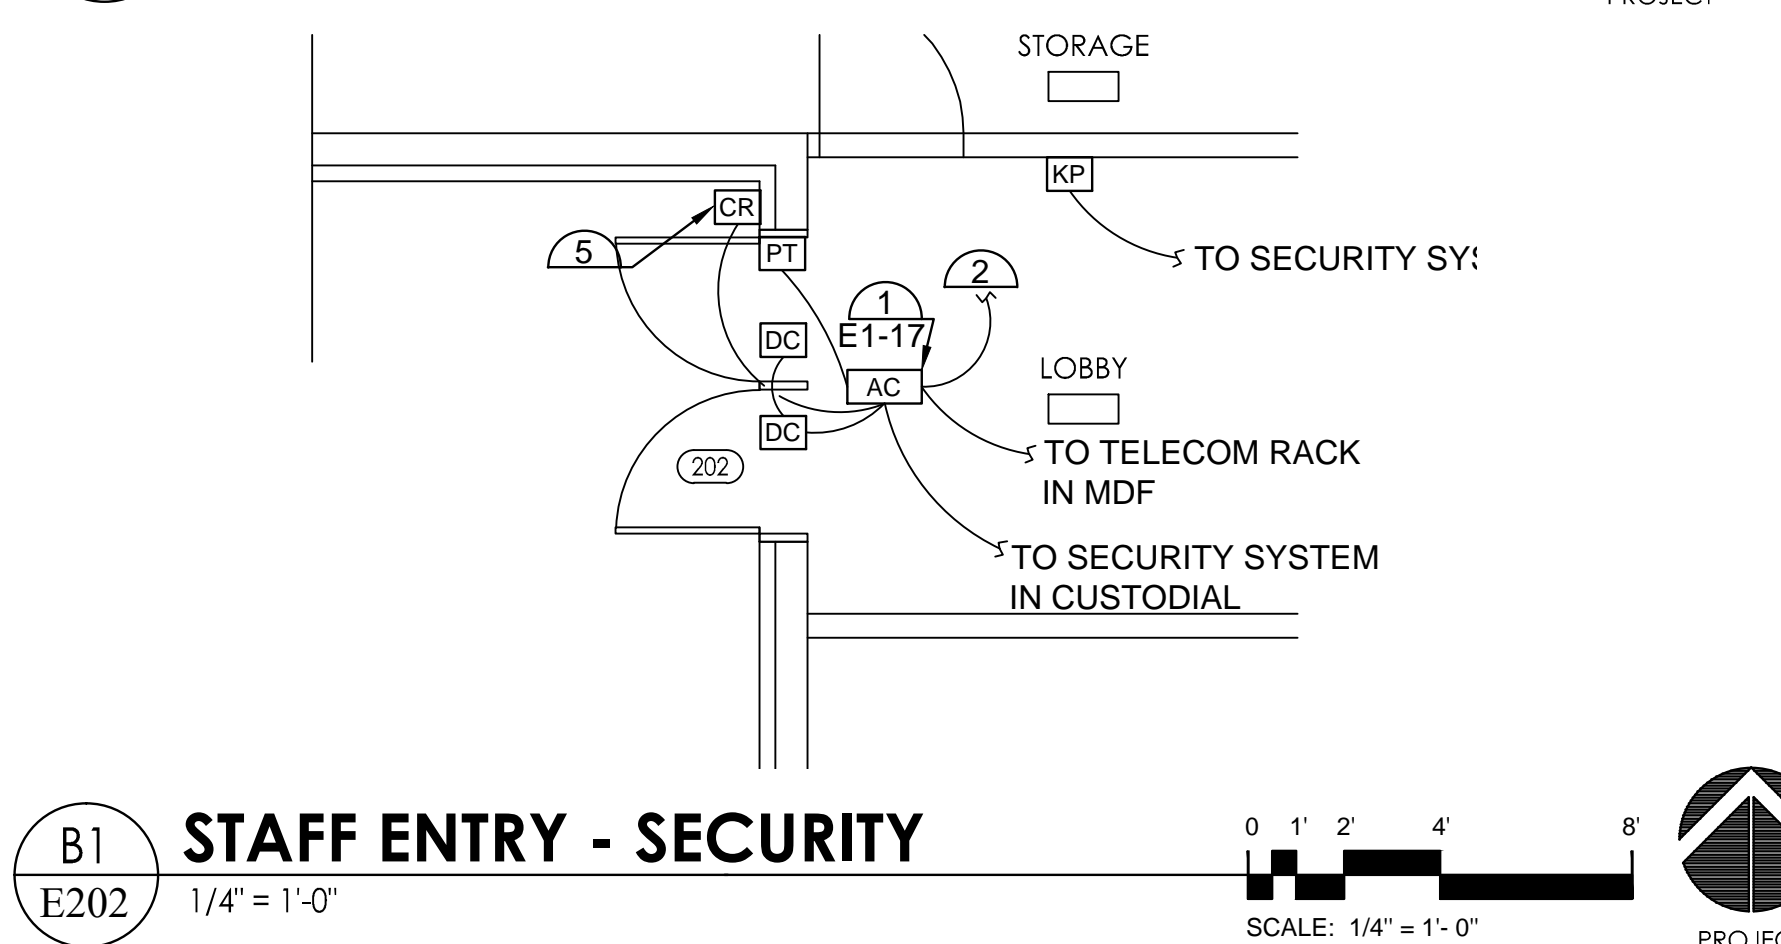 PROJECT
STORAGE
KP
CR
5
PT
TO SECURITY SYS
2
1
E1-17
DC
LOBBY
AC
DC
TO TELECOM RACK
IN MDF
202
TO SECURITY SYSTEM
IN CUSTODIAL
B1
E202
STAFF ENTRY - SECURITY
1/4" = 1'-0"
0 1' 2' 4' 8'
SCALE: 1/4" = 1'- 0"
PROJEC